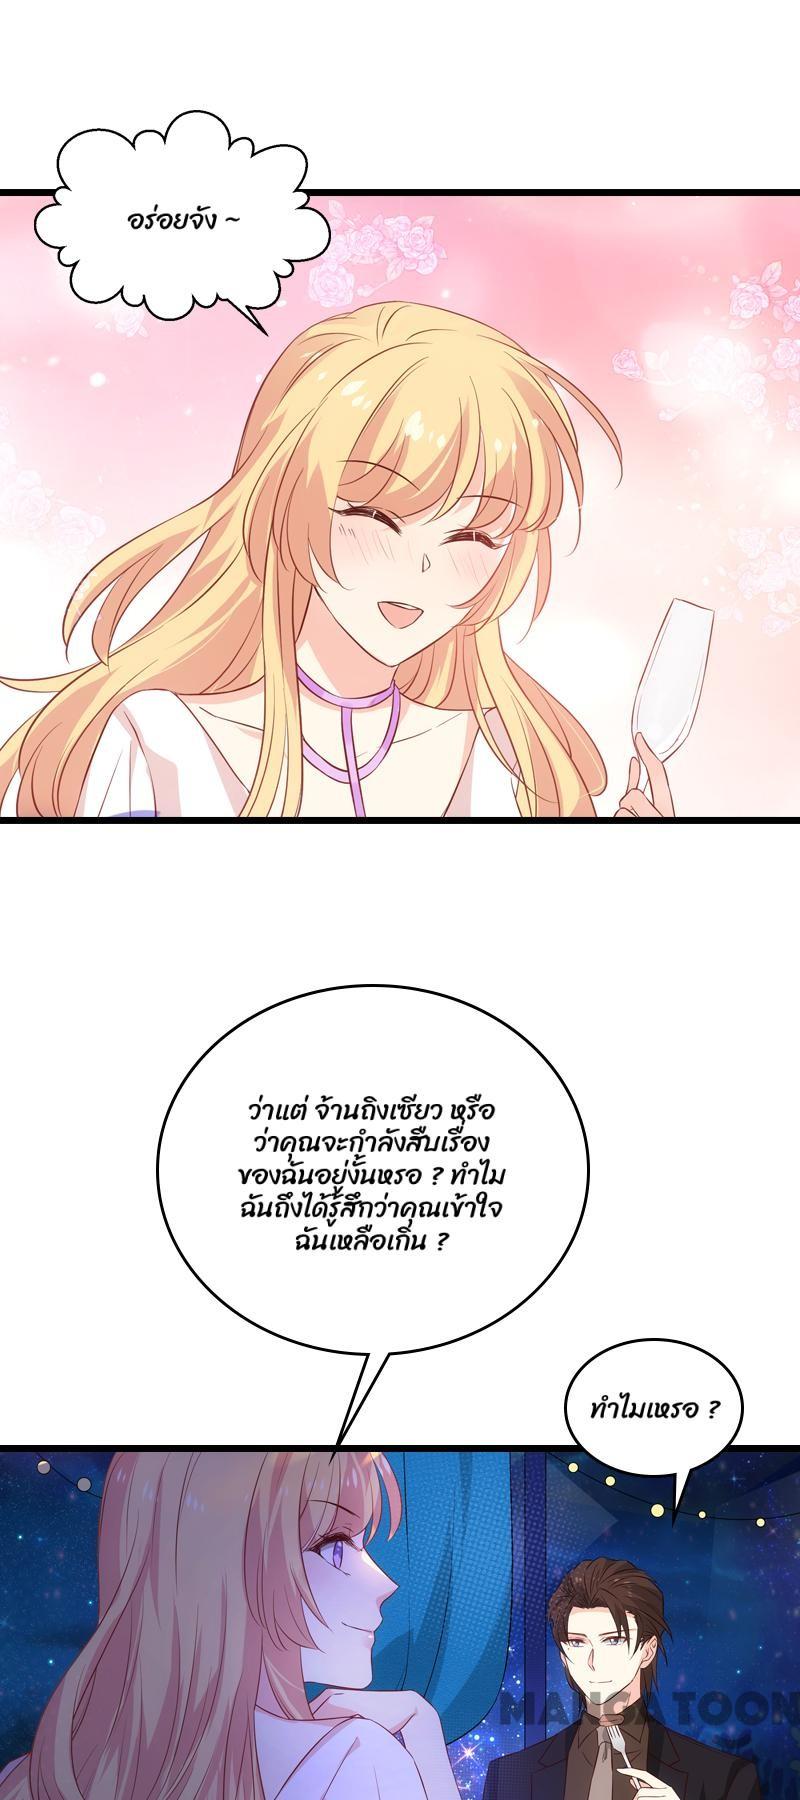 อร่อยจัง ~
ว่าแต่ จ้านถิงเซียว หรือ
ว่าคุณจะกำลังสืบเรื่อง
ของฉันอยู่งั้นหรอ ? ทำไม
ฉันถึงได้รู้สึกว่าคุณเข้าใจ
ฉันเหลือเกิน ?
ทำไมเหรอ ?
MANGATOON